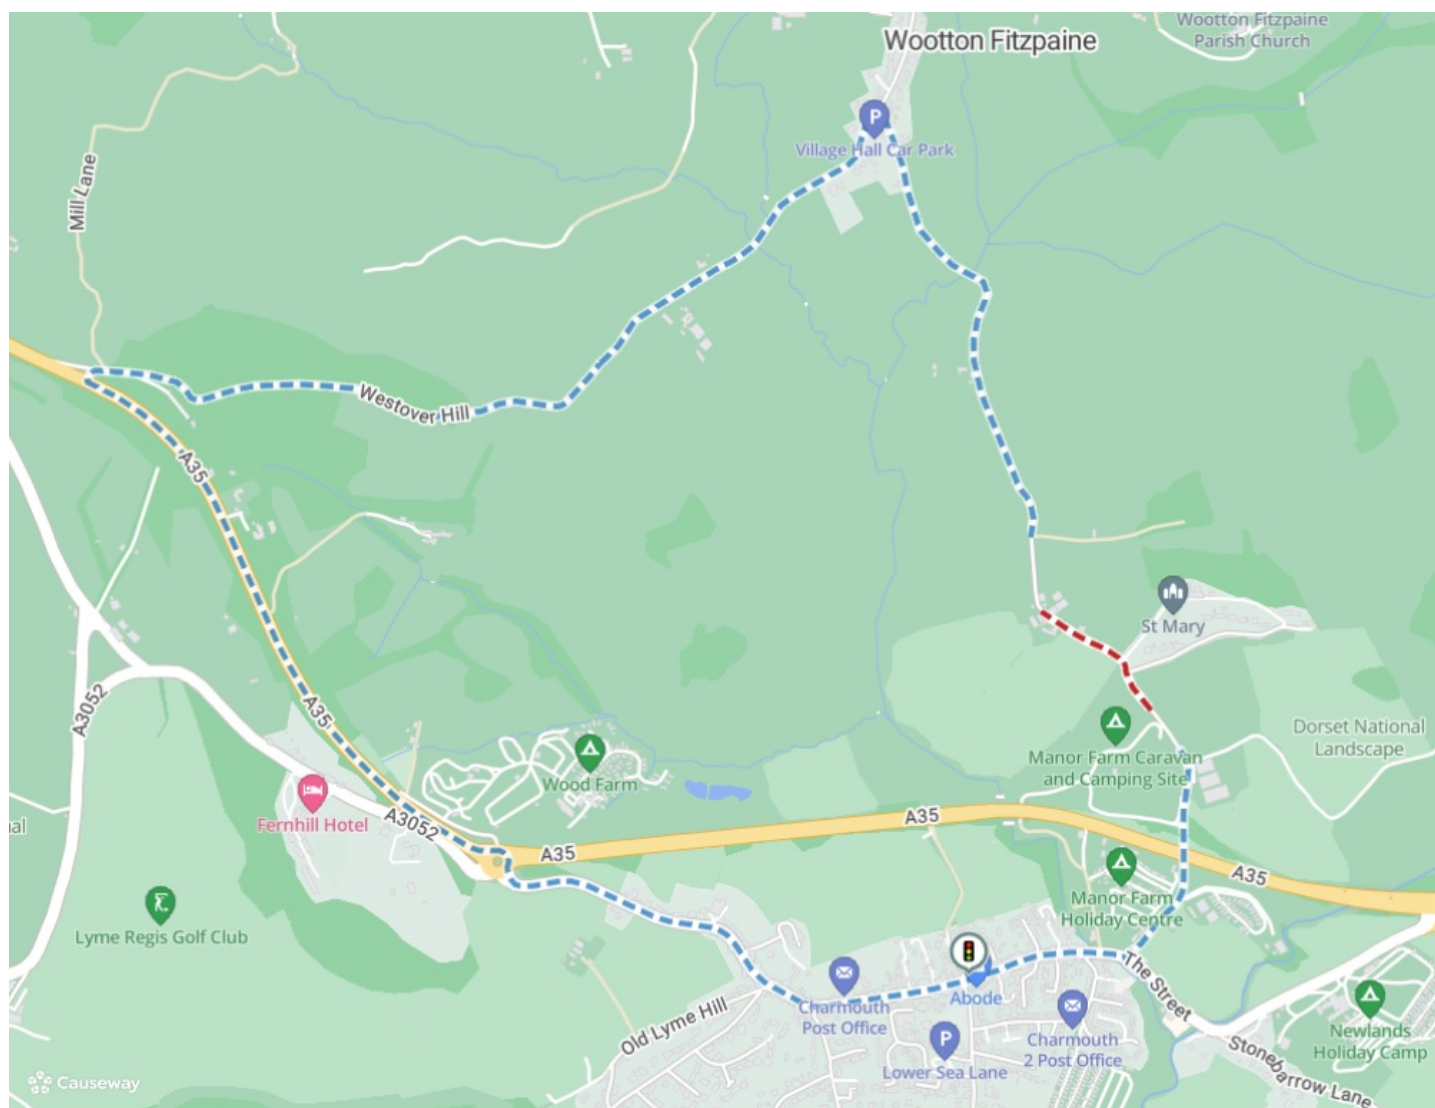 Wootton Fitzpaine
Parish Church
Wootton Fitzpaine
P
Village Hall Car Park
Mill Lane
Westover Hill
A35
St Mary
A35
A3052
Dorset National
Landscape
Manor Farm Caravan
and Camping Site
Wood Farm
Fernhill Hotel
A3052
A35
A35
A35
nal
Manor Farm
Holiday Centre
Lyme Regis Golf Club
The Street
Abode
Charmouth
Post Office
Old Lyme Hill
Charmouth
2 Post Office
P
Lower Sea Lane
Newlands
Holiday Camp
Stonebarrow Lane
Causeway